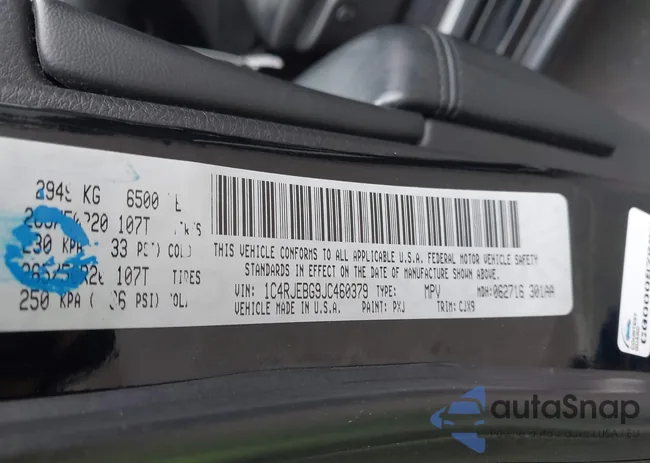 KG 6500
107T
KPA 33 COLD
107T TIRES
250 KPA PSI)
THIS VEHICLE CONFORMS TO ALL APPLICABLE U.S.A. FEDERAL MOTOR VEHICLE SAFETY
STANDARDS IN EFFECT ON THE DATE OF MANUFACTURE SHOWN ABOVE.
VIN: 1C4RJEBG9JC460379 TYPE: MPV MDH: 062716 301AA
VEHICLE MADE IN U.S.A. PAINT: PXJ TRIM: CJX9
autaSnap